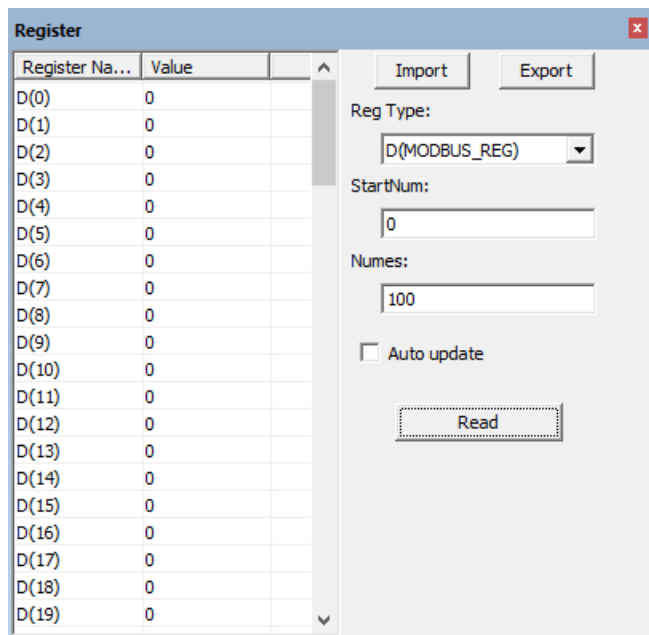 Register
Register Na... Value
D(0) 0
D(1) 0
D(2) 0
D(3) 0
D(4) 0
D(5) 0
D(6) 0
D(7) 0
D(8) 0
D(9) 0
D(10) 0
D(11) 0
D(12) 0
D(13) 0
D(14) 0
D(15) 0
D(16) 0
D(17) 0
D(18) 0
D(19) 0
Import Export
Reg Type:
D(MODBUS_REG)
StartNum:
0
Numes:
100
Auto update
Read